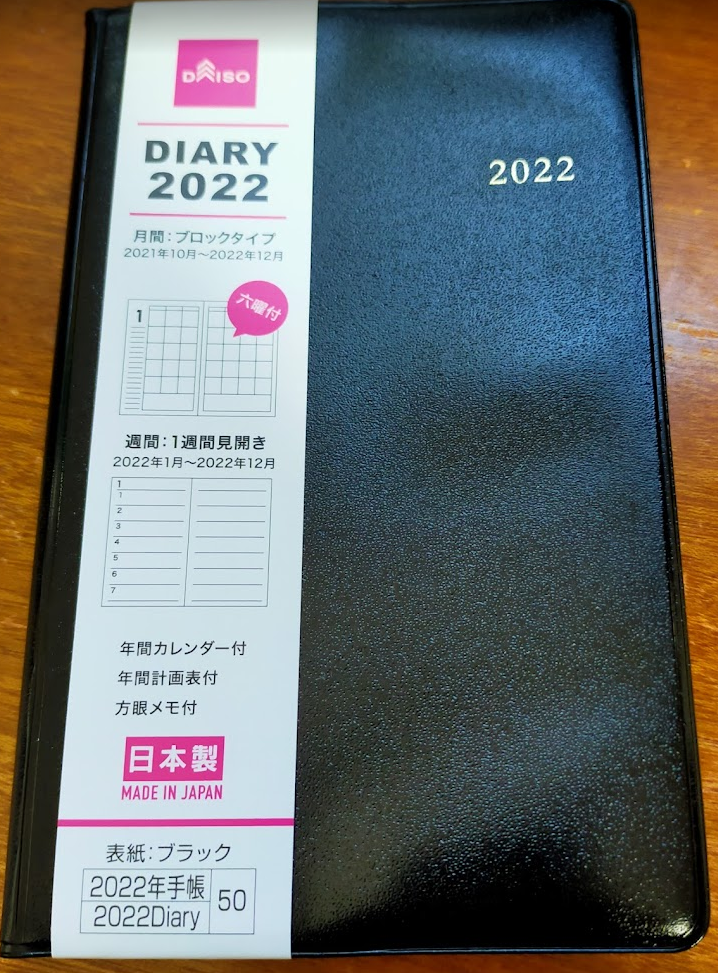 DAISO
DIARY
2022
2022
月間：ブロックタイプ
2021年10月～2022年12月
六曜付
1
週間：1週間見開き
2022年1月～2022年12月
1
1
2
3
4
5
6
7
年間カレンダー付
年間計画表付
方眼メモ付
日本製
MADE IN JAPAN
表紙：ブラック
2022年手帳
2022Diary
50